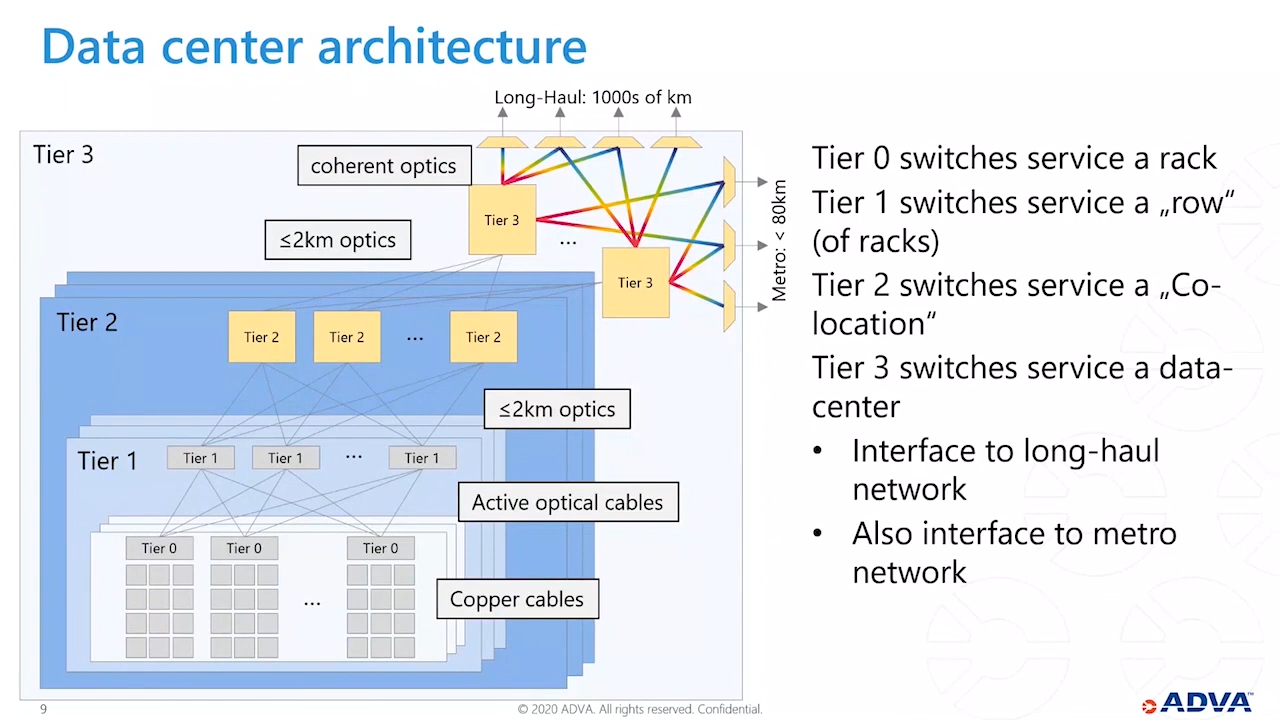 Data center architecture
Long-Haul: 1000s of km
Tier 3
coherent optics
Tier 3
≤2km optics
...
Tier 3
Metro: < 80km
Tier 2
Tier 2
Tier 2
...
Tier 2
≤2km optics
Tier 1
Tier 1
Tier 1
...
Tier 1
Active optical cables
Tier 0
Tier 0
Tier 0
...
Copper cables
Tier 0 switches service a rack
Tier 1 switches service a „row“
(of racks)
Tier 2 switches service a „Co-
location“
Tier 3 switches service a data-
center
• Interface to long-haul
network
• Also interface to metro
network
9
© 2020 ADVA. All rights reserved. Confidential.
ADVA™